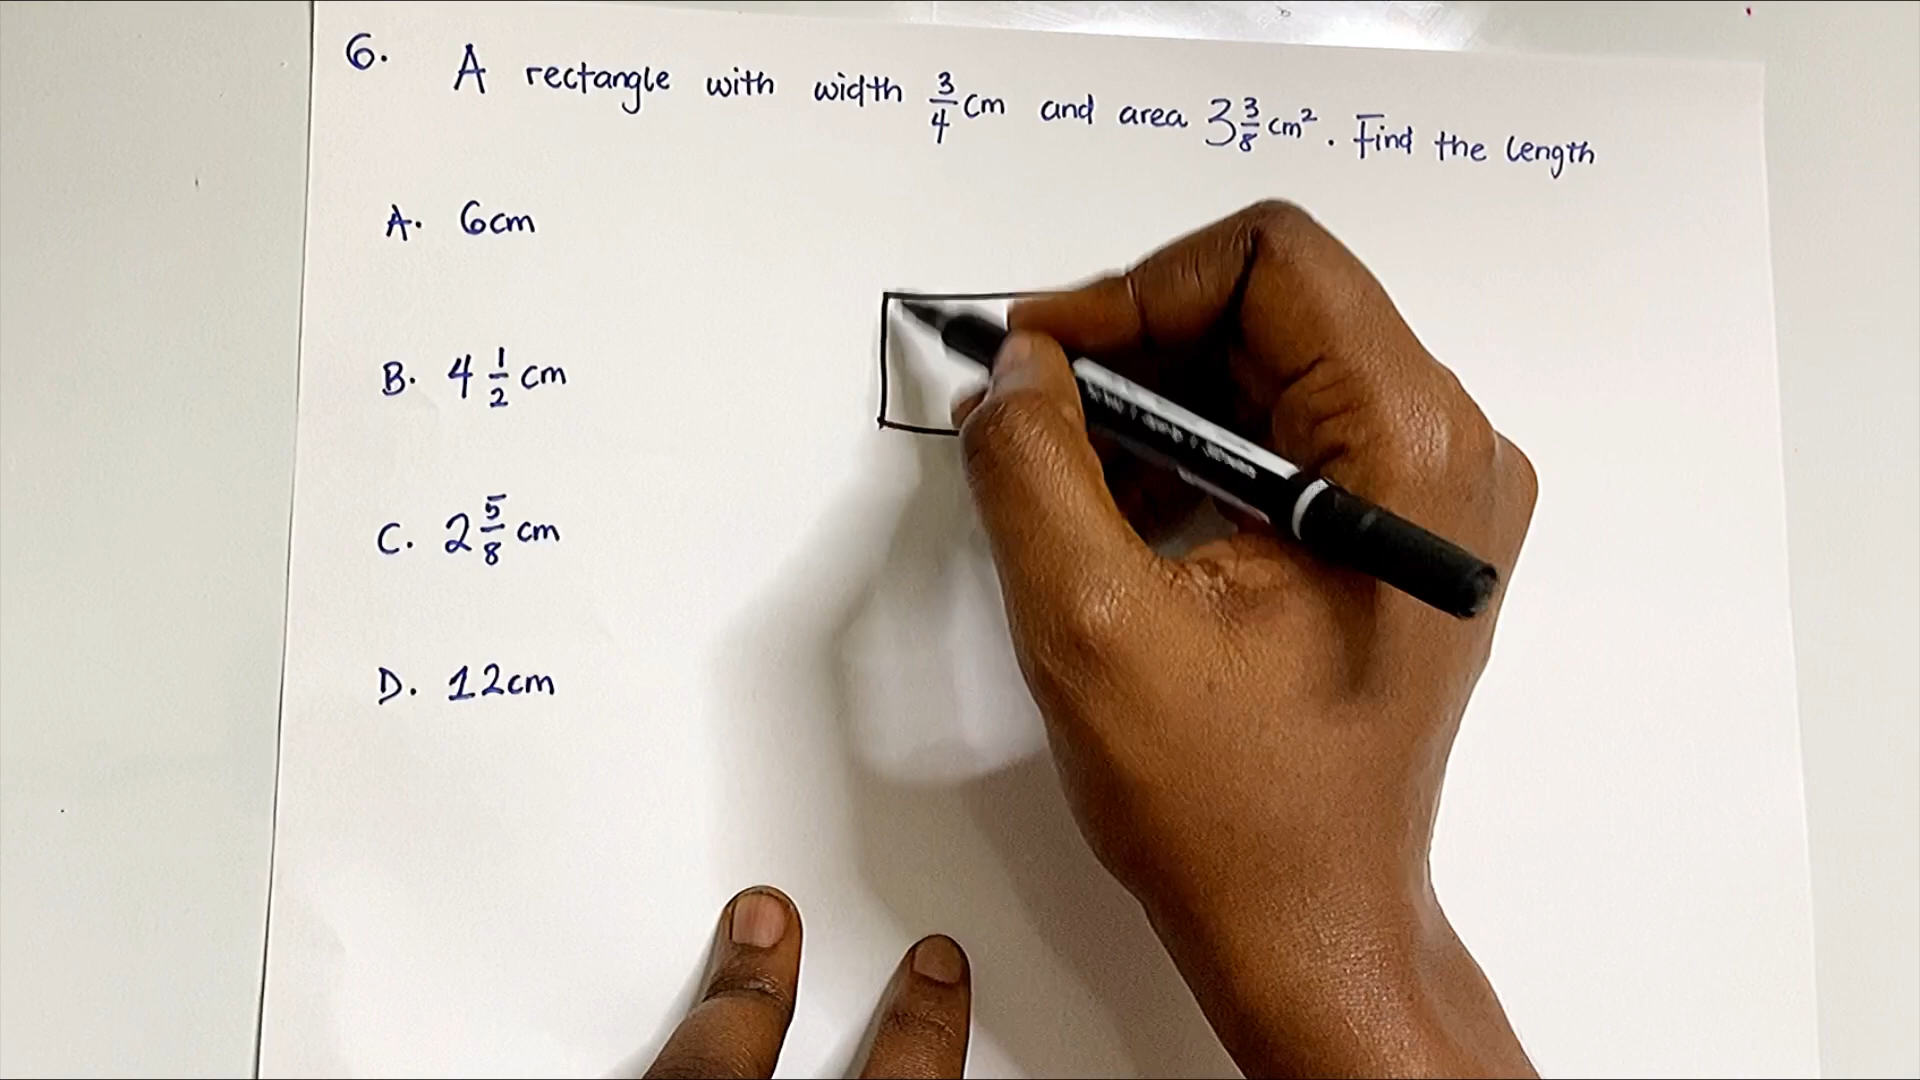 6. A rectangle with width 3/4 cm and area 3 3/8 cm². Find the length
A. 6cm
B. 4 1/2 cm
C. 2 5/8 cm
D. 12cm